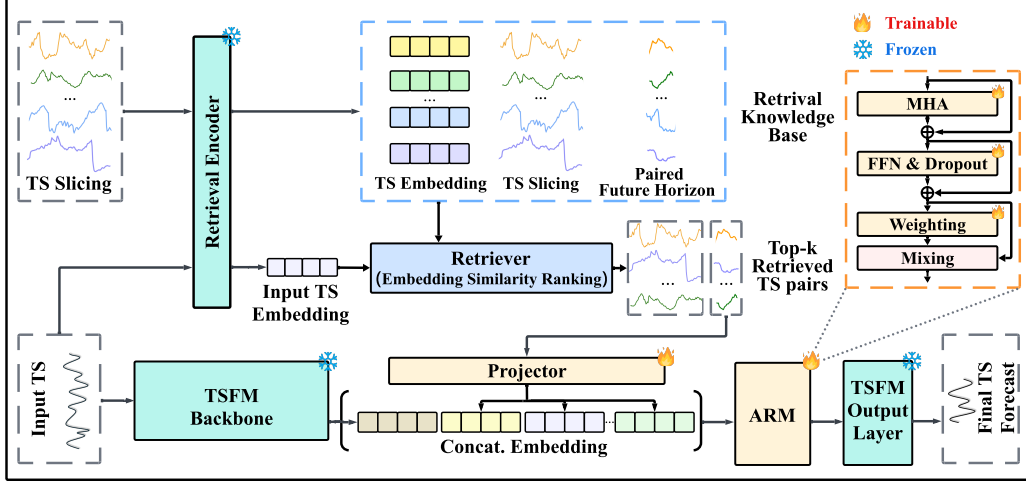 Trainable
Frozen
TS Slicing
Retrieval Encoder
...
TS Embedding
...
TS Slicing
...
Paired
Future Horizon
...
Retrival
Knowledge
Base
MHA
FFN & Dropout
Weighting
Mixing
Input TS
Embedding
Retriever
(Embedding Similarity Ranking)
...
...
Top-k
Retrieved
TS pairs
Input TS
TSFM
Backbone
Projector
...
Concat. Embedding
ARM
TSFM
Output
Layer
Final TS
Forecast